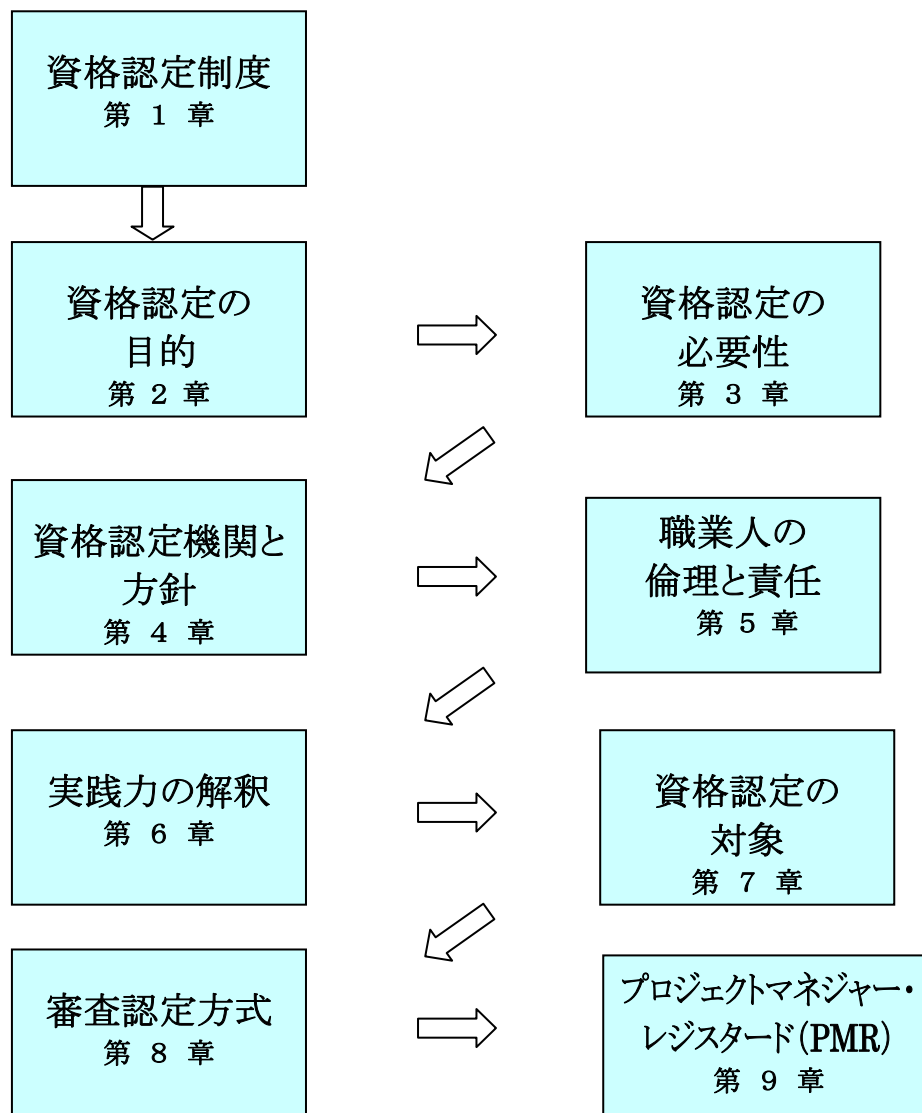 資格認定制度
第 1 章
資格認定の
目的
第 2 章
資格認定の
必要性
第 3 章
資格認定機関と
方針
第 4 章
職業人の
倫理と責任
第 5 章
実践力の解釈
第 6 章
資格認定の
対象
第 7 章
審査認定方式
第 8 章
プロジェクトマネジャー・
レジスタード(PMR)
第 9 章